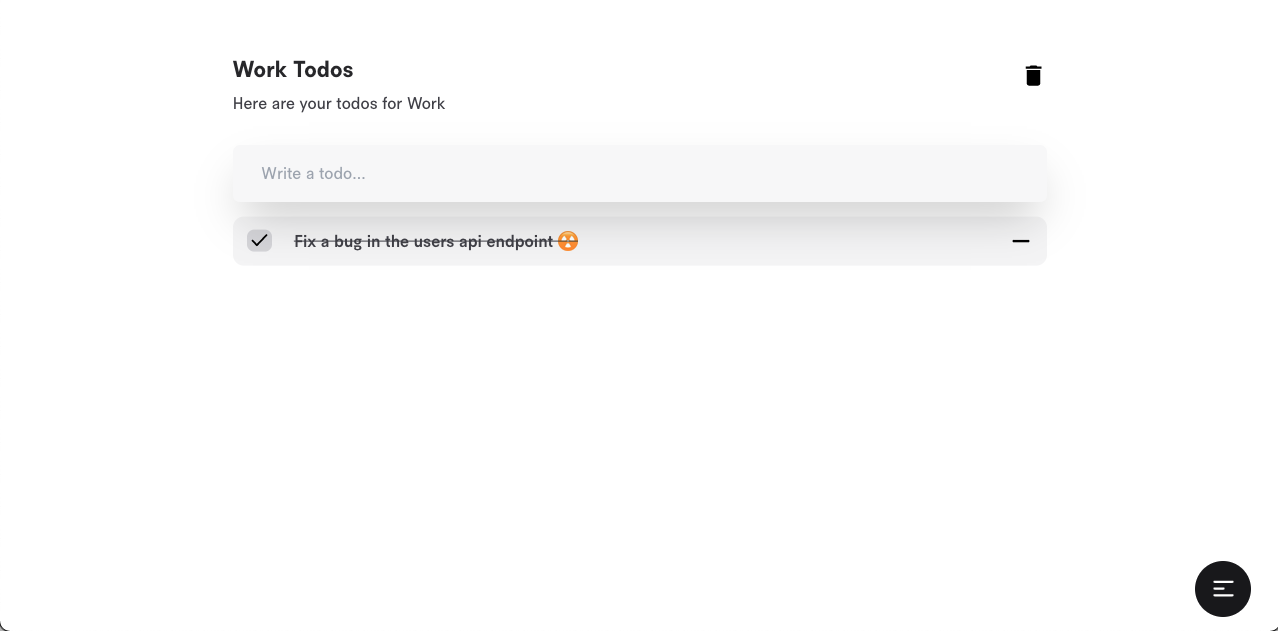 Work Todos
Here are your todos for Work
Write a todo...
Fix a bug in the users api endpoint ☢️